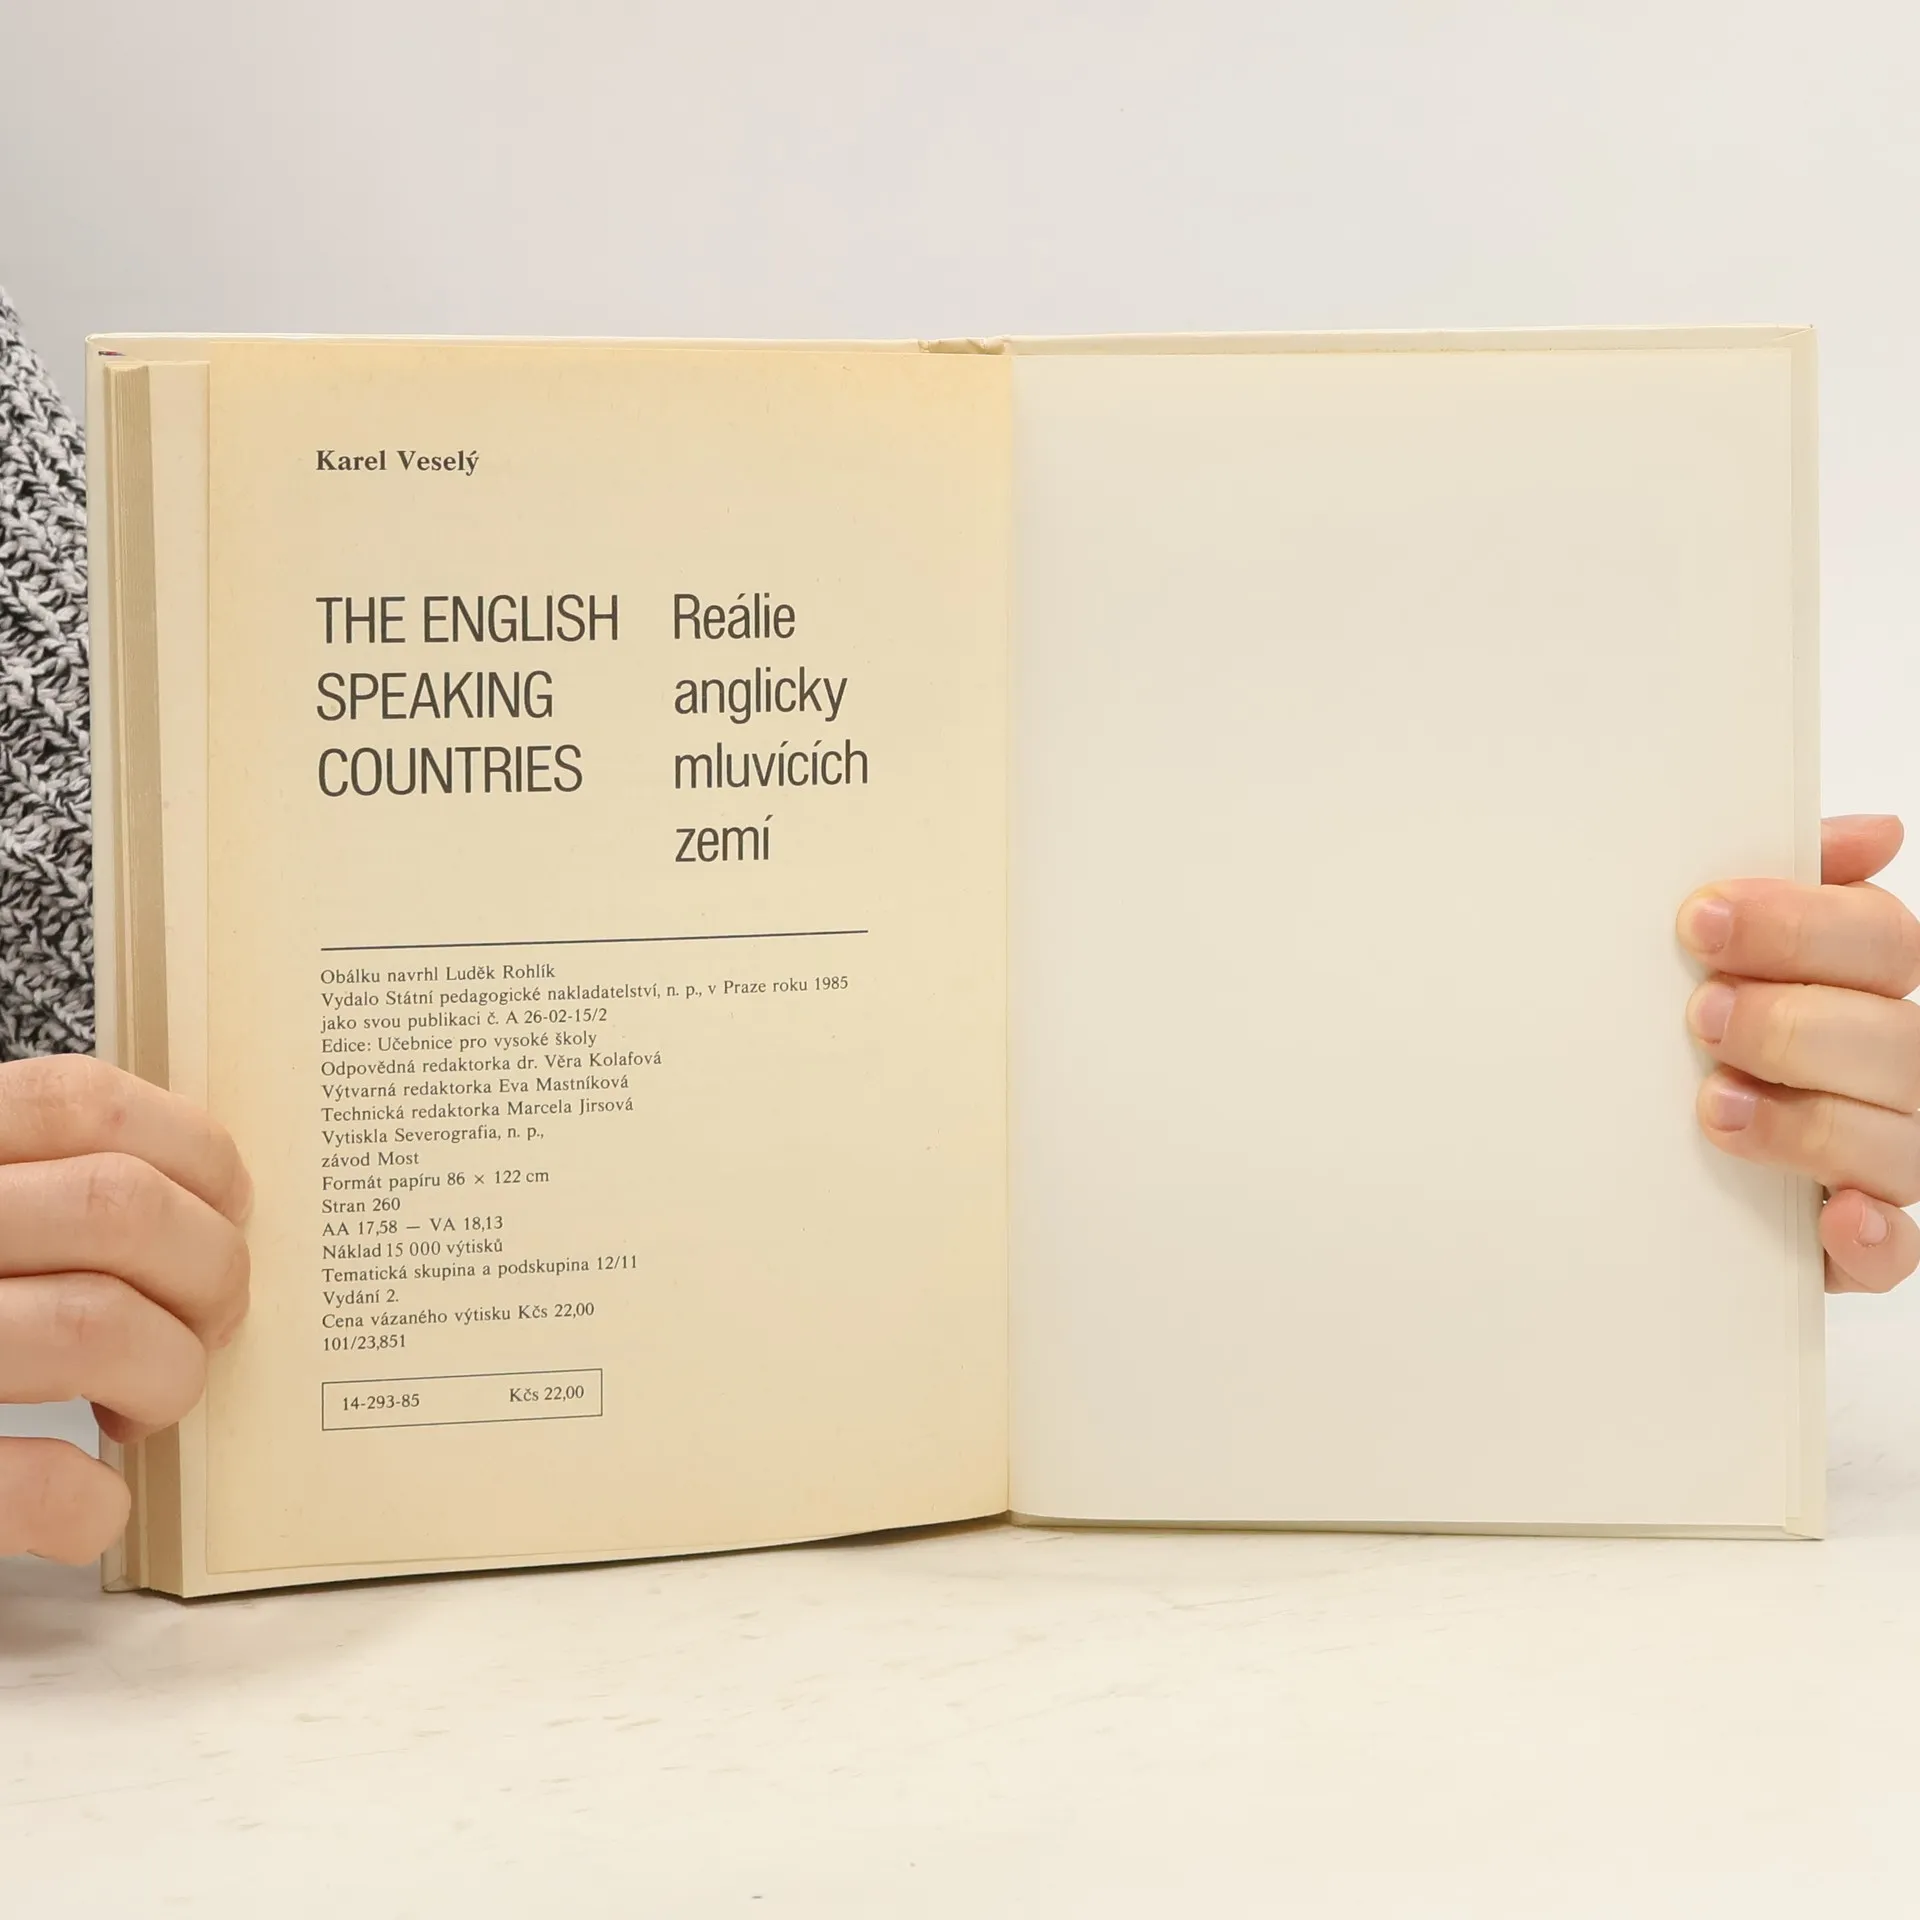 Karel Veselý
THE ENGLISH
SPEAKING
COUNTRIES
Reálie
anglicky
mluvících
zemí
Obálku navrhl Luděk Rohlík
Vydalo Státní pedagogické nakladatelství, n. p., v Praze roku 1985
jako svou publikaci č. A 26-02-15/2
Edice: Učebnice pro vysoké školy
Odpovědná redaktorka dr. Věra Kolafová
Výtvarná redaktorka Eva Mastníková
Technická redaktorka Marcela Jirsová
Vytiskla Severografia, n. p.,
závod Most
Formát papíru 86 × 122 cm
Stran 260
AA 17,58 — VA 18,13
Náklad 15 000 výtisků
Tematická skupina a podskupina 12/11
Vydání 2.
Cena vázaného výtisku Kčs 22,00
101/23,851
14-293-85 Kčs 22,00